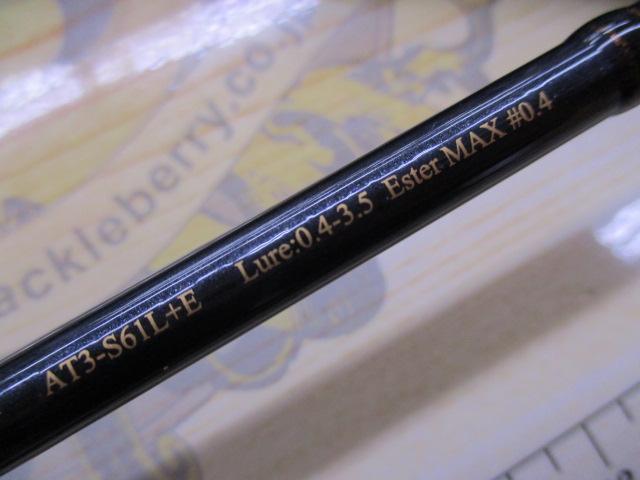 AT3-S61L+E Lure:0.4-3.5 Ester MAX #0.4
ackleberry.co.j